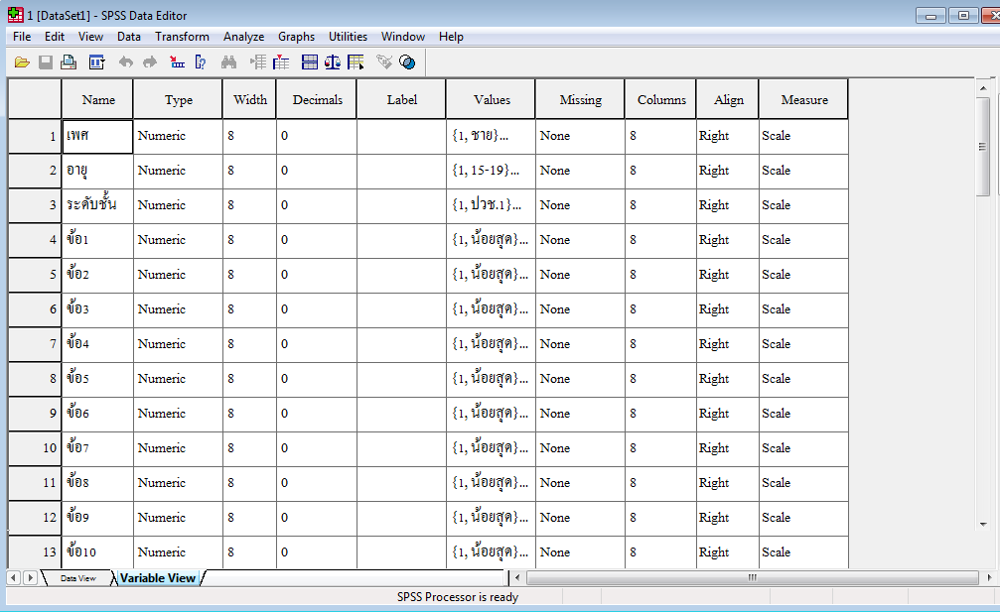 1 [DataSet1] - SPSS Data Editor
File Edit View Data Transform Analyze Graphs Utilities Window Help
Name Type Width Decimals Label Values Missing Columns Align Measure
1 เพศ Numeric 8 0 {1, ชาย}... None 8 Right Scale
2 อายุ Numeric 8 0 {1, 15-19}... None 8 Right Scale
3 ระดับชั้น Numeric 8 0 {1, ปวช.1}... None 8 Right Scale
4 ข้อ1 Numeric 8 0 {1, น้อยสุด}... None 8 Right Scale
5 ข้อ2 Numeric 8 0 {1, น้อยสุด}... None 8 Right Scale
6 ข้อ3 Numeric 8 0 {1, น้อยสุด}... None 8 Right Scale
7 ข้อ4 Numeric 8 0 {1, น้อยสุด}... None 8 Right Scale
8 ข้อ5 Numeric 8 0 {1, น้อยสุด}... None 8 Right Scale
9 ข้อ6 Numeric 8 0 {1, น้อยสุด}... None 8 Right Scale
10 ข้อ7 Numeric 8 0 {1, น้อยสุด}... None 8 Right Scale
11 ข้อ8 Numeric 8 0 {1, น้อยสุด}... None 8 Right Scale
12 ข้อ9 Numeric 8 0 {1, น้อยสุด}... None 8 Right Scale
13 ข้อ10 Numeric 8 0 {1, น้อยสุด}... None 8 Right Scale
Data View Variable View
SPSS Processor is ready